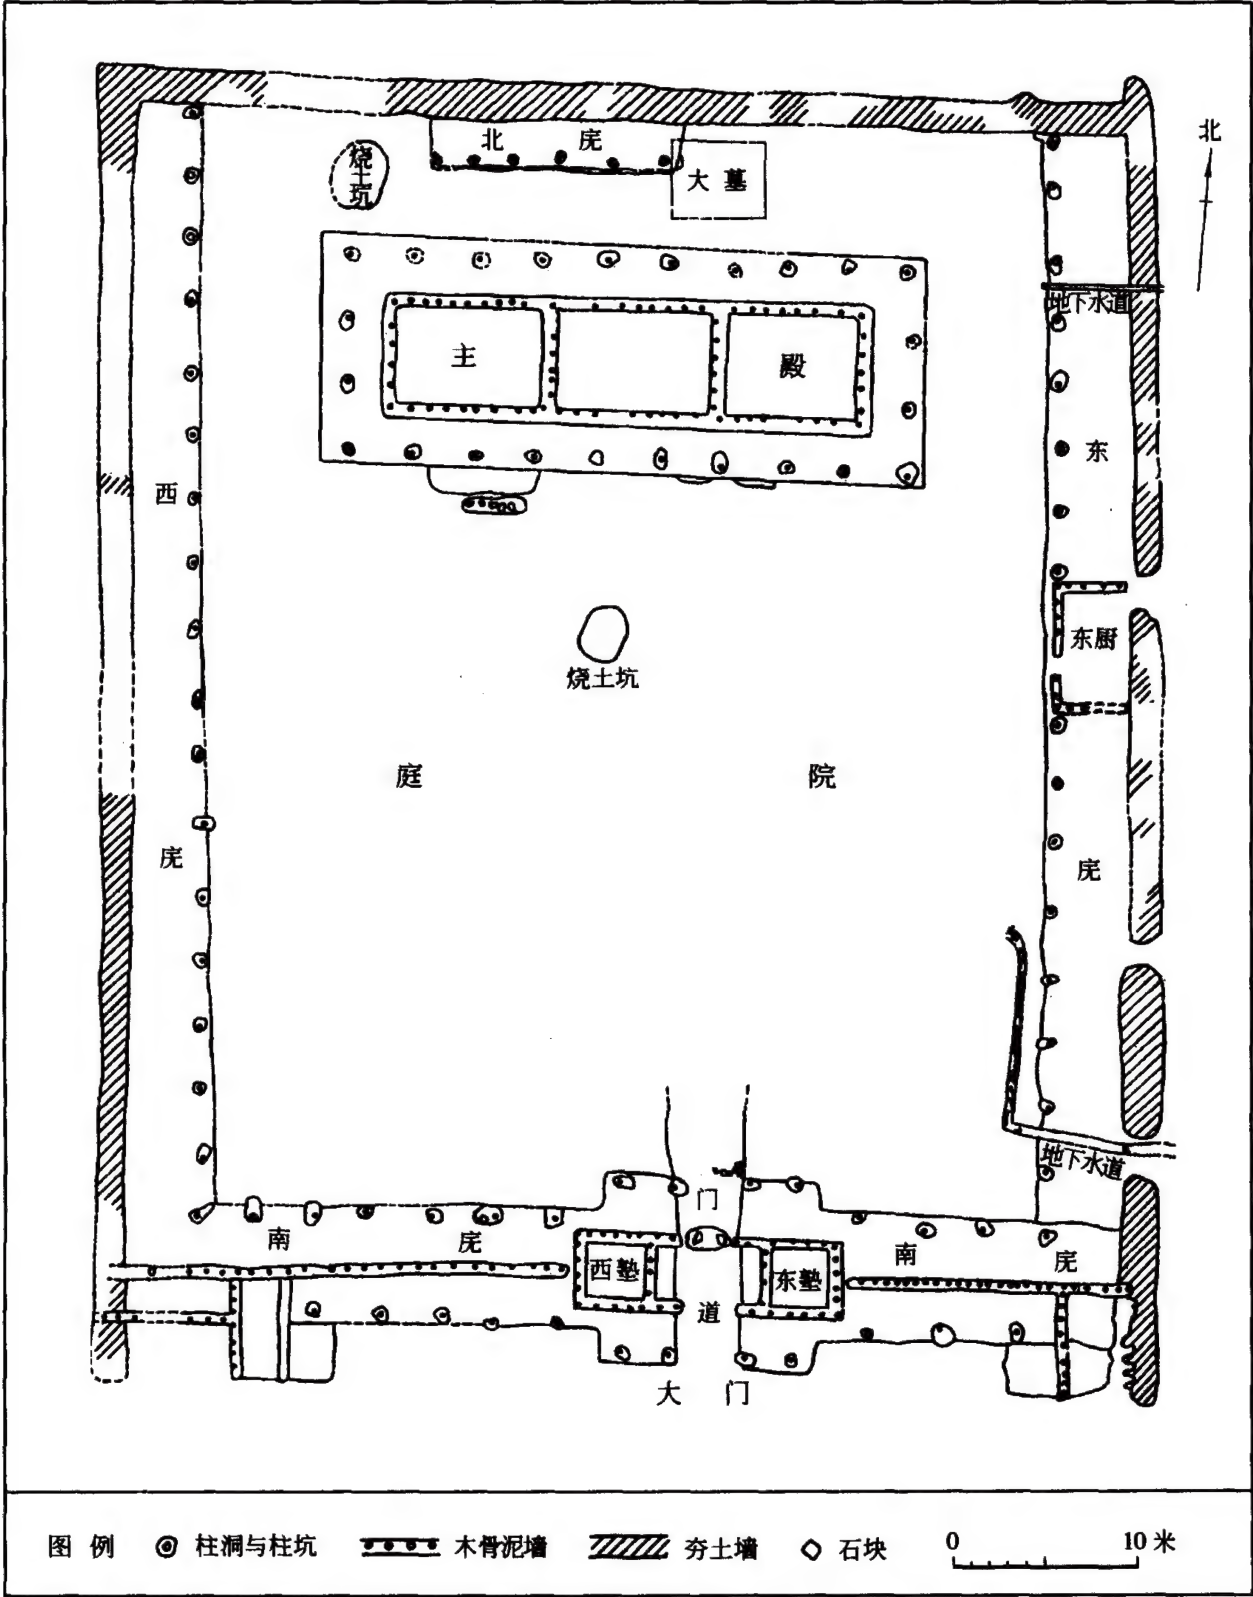 北 庑
北
烧土坑
大墓
地下水道
主 殿
东
西
东厨
烧土坑
庭 院
庑
庑
地下水道
门
南 庑
南 庑
西塾
东塾
道
大 门
图 例 柱洞与柱坑 木骨泥墙 夯土墙 石块 0 10 米